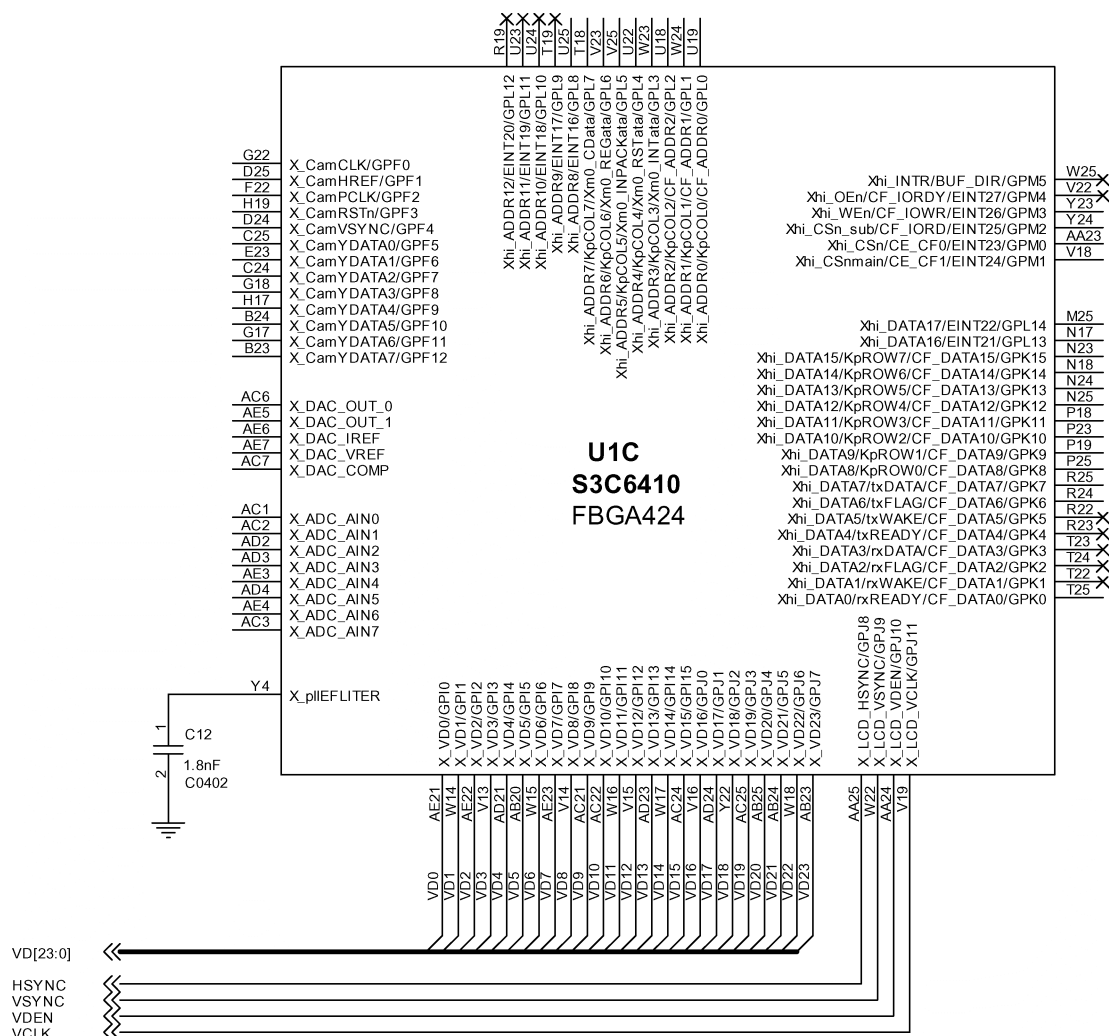 R19
U23
U24
T19
U25
T18
V23
V25
U22
W23
U18
W24
U19
Xhi_ADDR12/EINT20/GPL12
Xhi_ADDR11/EINT19/GPL11
Xhi_ADDR10/EINT18/GPL10
Xhi_ADDR9/EINT17/GPL9
Xhi_ADDR8/EINT16/GPL8
Xhi_ADDR7/KpCOL7/Xm0_CData/GPL7
Xhi_ADDR6/KpCOL6/Xm0_REGata/GPL6
Xhi_ADDR5/KpCOL5/Xm0_INPACKata/GPL5
Xhi_ADDR4/KpCOL4/Xm0_RSTata/GPL4
Xhi_ADDR3/KpCOL3/Xm0_INTata/GPL3
Xhi_ADDR2/KpCOL2/CF_ADDR2/GPL2
Xhi_ADDR1/KpCOL1/CF_ADDR1/GPL1
Xhi_ADDR0/KpCOL0/CF_ADDR0/GPL0
G22 X_CamCLK/GPF0
D25 X_CamHREF/GPF1
F22 X_CamPCLK/GPF2
H19 X_CamRSTn/GPF3
D24 X_CamVSYNC/GPF4
C25 X_CamYDATA0/GPF5
E23 X_CamYDATA1/GPF6
C24 X_CamYDATA2/GPF7
G18 X_CamYDATA3/GPF8
H17 X_CamYDATA4/GPF9
B24 X_CamYDATA5/GPF10
G17 X_CamYDATA6/GPF11
B23 X_CamYDATA7/GPF12
AC6 X_DAC_OUT_0
AE5 X_DAC_OUT_1
AE6 X_DAC_IREF
AE7 X_DAC_VREF
AC7 X_DAC_COMP
AC1 X_ADC_AIN0
AC2 X_ADC_AIN1
AD2 X_ADC_AIN2
AD3 X_ADC_AIN3
AE3 X_ADC_AIN4
AD4 X_ADC_AIN5
AE4 X_ADC_AIN6
AC3 X_ADC_AIN7
Y4 X_pllEFLITER
1
C12
1.8nF
2
C0402
U1C
S3C6410
FBGA424
Xhi_INTR/BUF_DIR/GPM5 W25
Xhi_OEn/CF_IORDY/EINT27/GPM4 V22
Xhi_WEn/CF_IOWR/EINT26/GPM3 Y23
Xhi_CSn_sub/CF_IORD/EINT25/GPM2 Y24
Xhi_CSn/CE_CF0/EINT23/GPM0 AA23
Xhi_CSnmain/CE_CF1/EINT24/GPM1 V18
Xhi_DATA17/EINT22/GPL14 M25
Xhi_DATA16/EINT21/GPL13 N17
Xhi_DATA15/KpROW7/CF_DATA15/GPK15 N23
Xhi_DATA14/KpROW6/CF_DATA14/GPK14 N18
Xhi_DATA13/KpROW5/CF_DATA13/GPK13 N24
Xhi_DATA12/KpROW4/CF_DATA12/GPK12 N25
Xhi_DATA11/KpROW3/CF_DATA11/GPK11 P18
Xhi_DATA10/KpROW2/CF_DATA10/GPK10 P23
Xhi_DATA9/KpROW1/CF_DATA9/GPK9 P19
Xhi_DATA8/KpROW0/CF_DATA8/GPK8 P25
Xhi_DATA7/txDATA/CF_DATA7/GPK7 R25
Xhi_DATA6/txFLAG/CF_DATA6/GPK6 R24
Xhi_DATA5/txWAKE/CF_DATA5/GPK5 R22
Xhi_DATA4/txREADY/CF_DATA4/GPK4 R23
Xhi_DATA3/rxDATA/CF_DATA3/GPK3 T23
Xhi_DATA2/rxFLAG/CF_DATA2/GPK2 T24
Xhi_DATA1/rxWAKE/CF_DATA1/GPK1 T22
Xhi_DATA0/rxREADY/CF_DATA0/GPK0 T25
X_VD0/GPI0 AE21 VD0
X_VD1/GPI1 W14 VD1
X_VD2/GPI2 AE22 VD2
X_VD3/GPI3 V13 VD3
X_VD4/GPI4 AD21 VD4
X_VD5/GPI5 AB20 VD5
X_VD6/GPI6 W15 VD6
X_VD7/GPI7 AE23 VD7
X_VD8/GPI8 V14 VD8
X_VD9/GPI9 AC21 VD9
X_VD10/GPI10 AC22 VD10
X_VD11/GPI11 W16 VD11
X_VD12/GPI12 V15 VD12
X_VD13/GPI13 AD23 VD13
X_VD14/GPI14 W17 VD14
X_VD15/GPI15 AC24 VD15
X_VD16/GPJ0 V16 VD16
X_VD17/GPJ1 AD24 VD17
X_VD18/GPJ2 Y22 VD18
X_VD19/GPJ3 AC25 VD19
X_VD20/GPJ4 AB25 VD20
X_VD21/GPJ5 AB24 VD21
X_VD22/GPJ6 W18 VD22
X_VD23/GPJ7 AB23 VD23
X_LCD_HSYNC/GPJ8 AA25
X_LCD_VSYNC/GPJ9 W22
X_LCD_VDEN/GPJ10 AA24
X_LCD_VCLK/GPJ11 V19
VD[23:0]
HSYNC
VSYNC
VDEN
VCLK